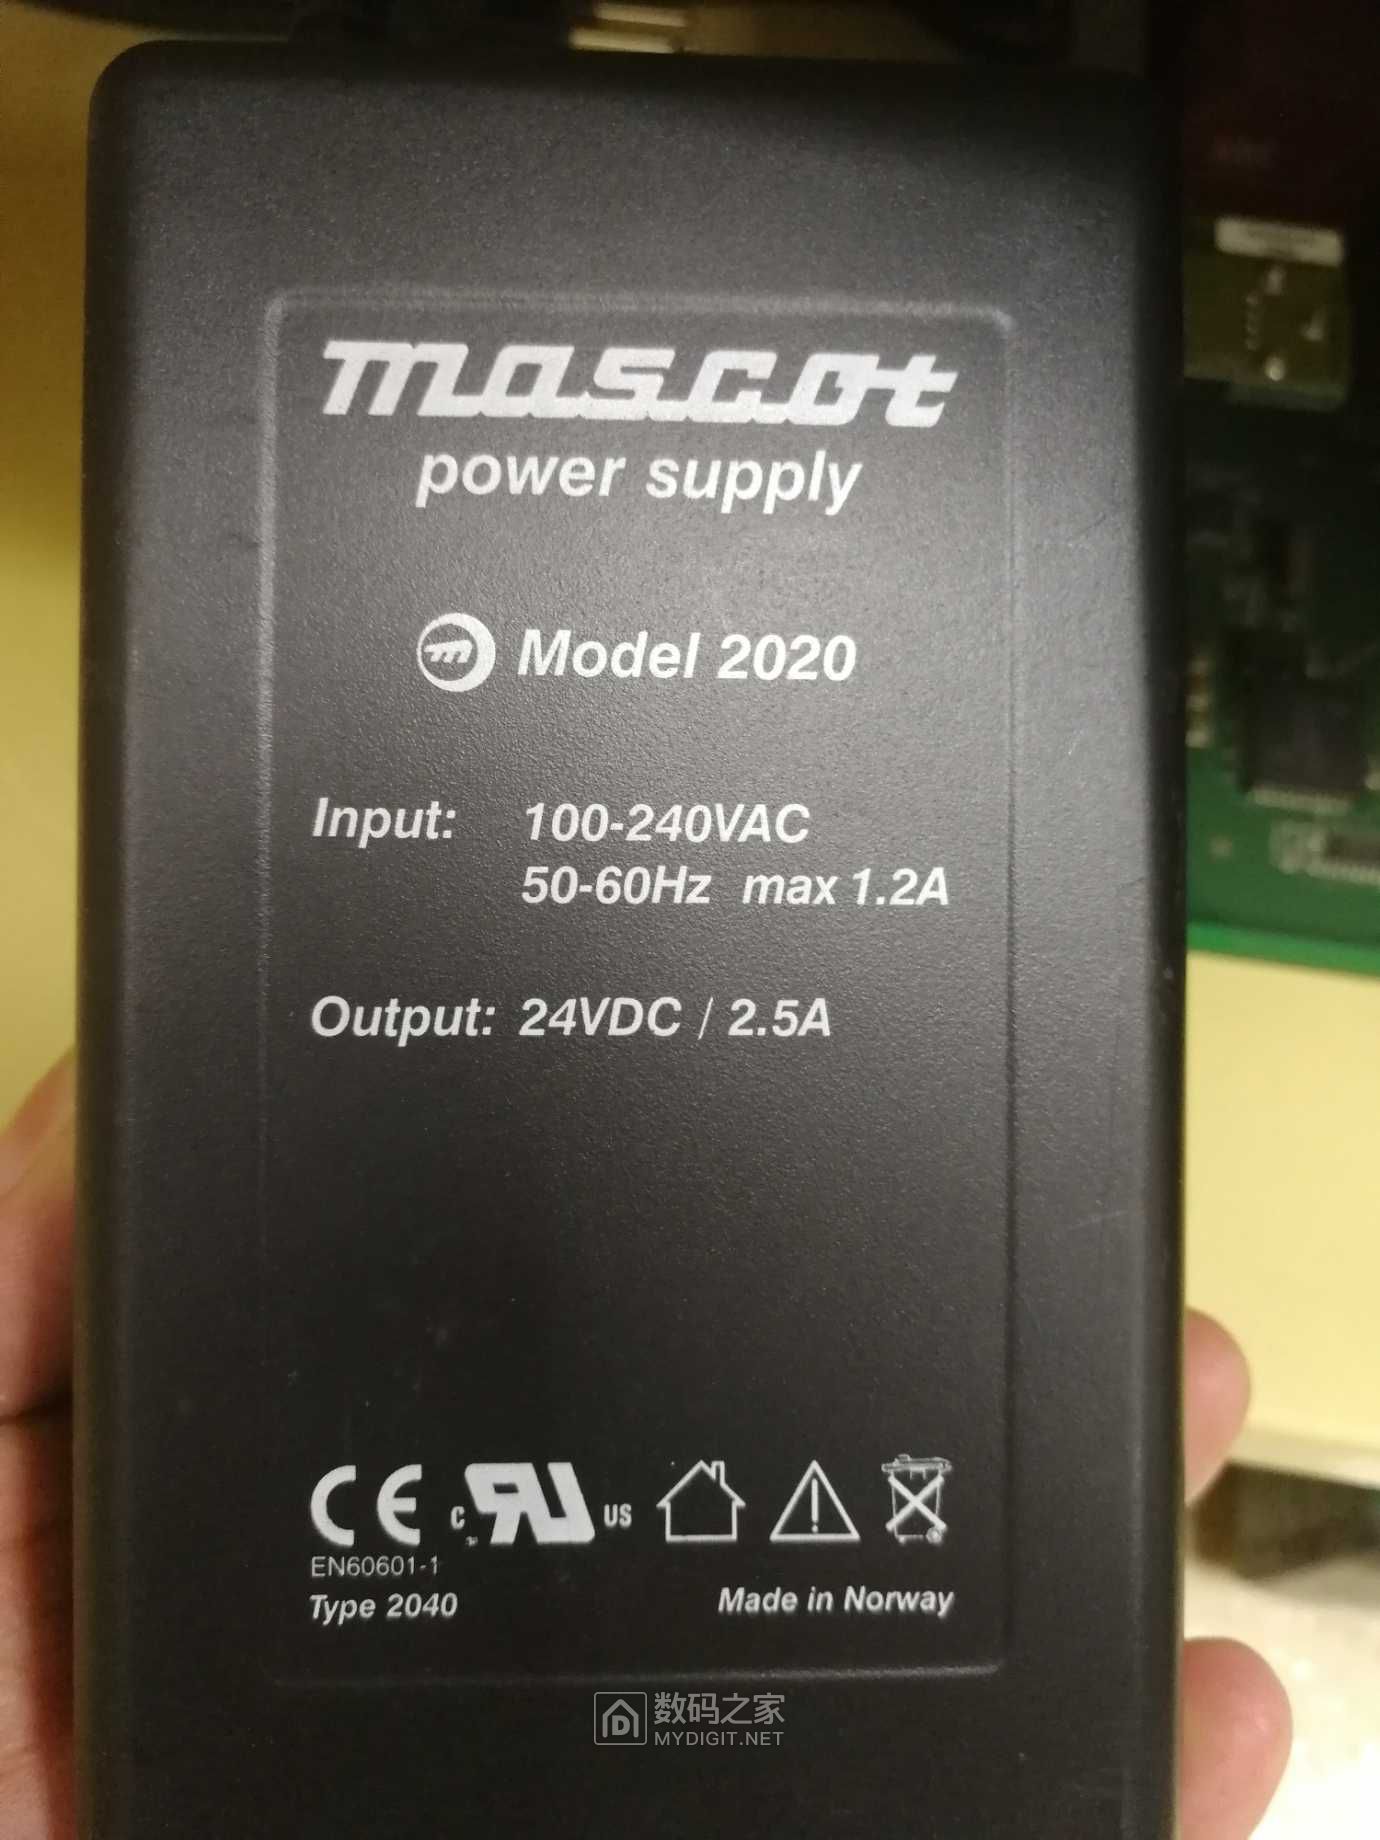 mascot
power supply
m Model 2020
Input: 100-240VAC
50-60Hz max 1.2A
Output: 24VDC / 2.5A
CE c RU US
EN60601-1
Type 2040
Made in Norway
数码之家
MYDIGIT.NET